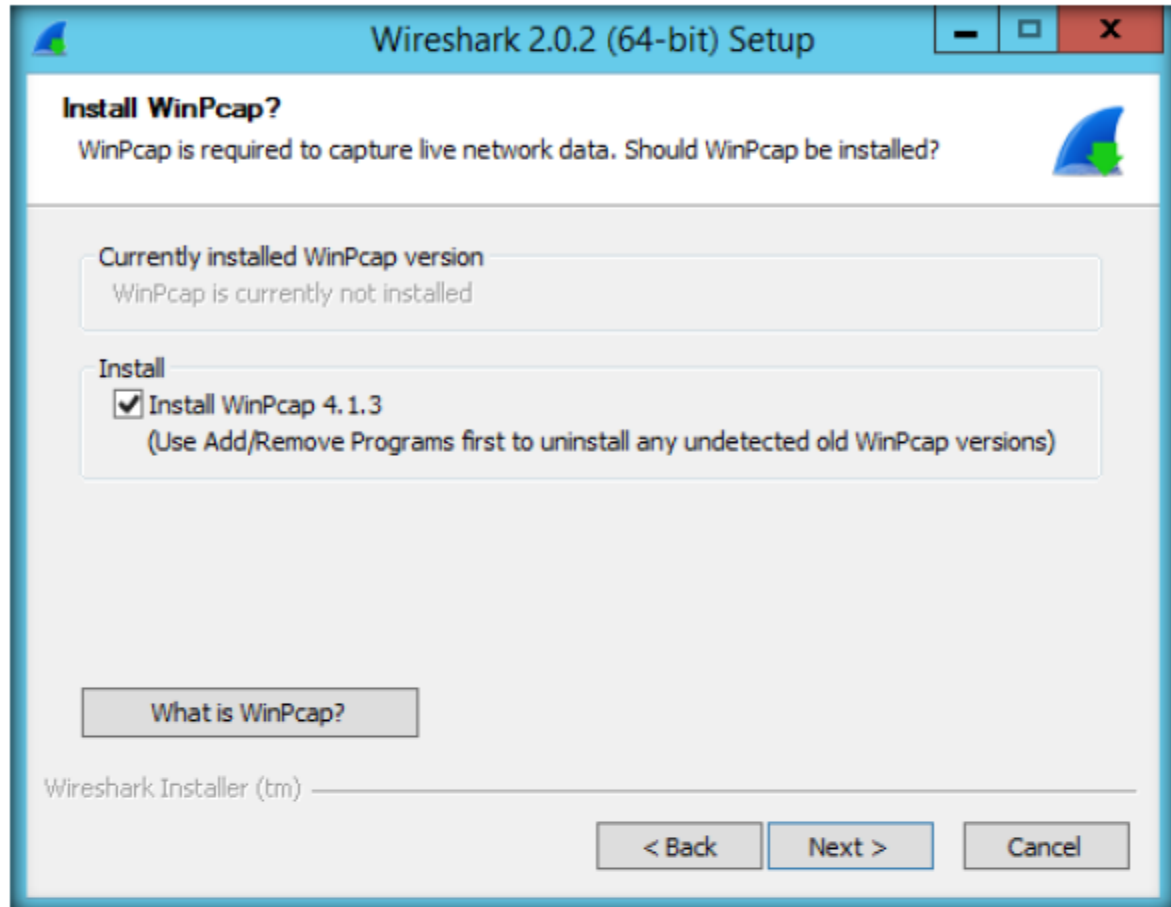 Wireshark 2.0.2 (64-bit) Setup
Install WinPcap?
WinPcap is required to capture live network data. Should WinPcap be installed?
Currently installed WinPcap version
WinPcap is currently not installed
Install
Install WinPcap 4.1.3
(Use Add/Remove Programs first to uninstall any undetected old WinPcap versions)
What is WinPcap?
Wireshark Installer (tm)
< Back Next > Cancel